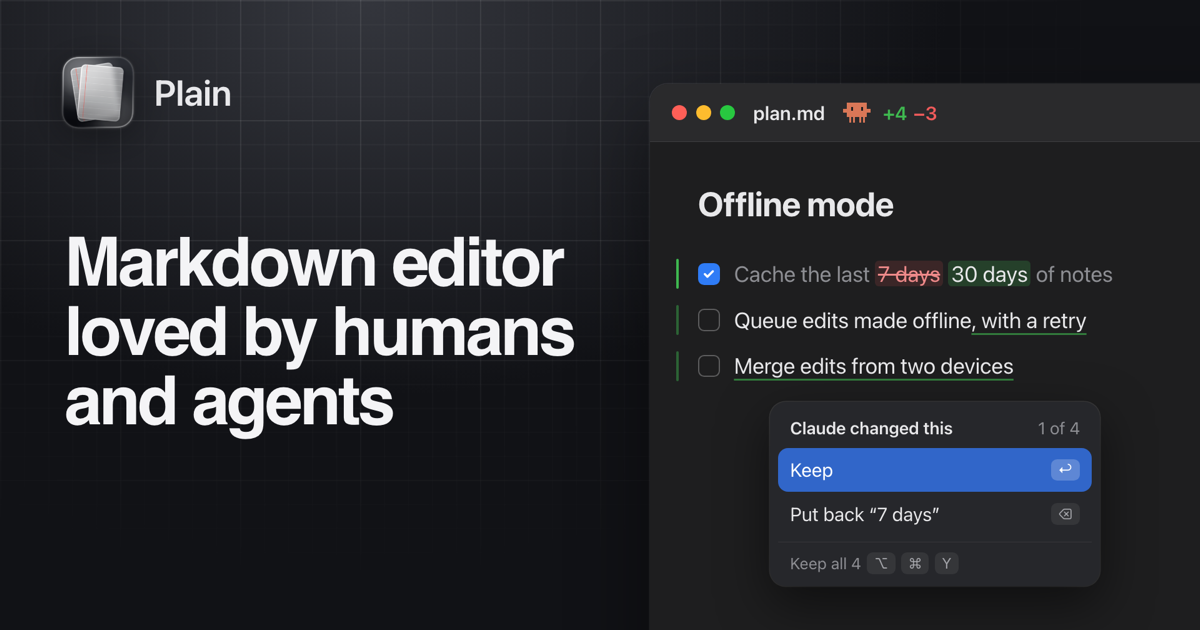 Plain
Markdown editor
loved by humans
and agents
plan.md +4 −3
Offline mode
Cache the last 7 days 30 days of notes
Queue edits made offline, with a retry
Merge edits from two devices
Claude changed this 1 of 4
Keep ↩
Put back “7 days” ⌫
Keep all 4 ⌥ ⌘ Y